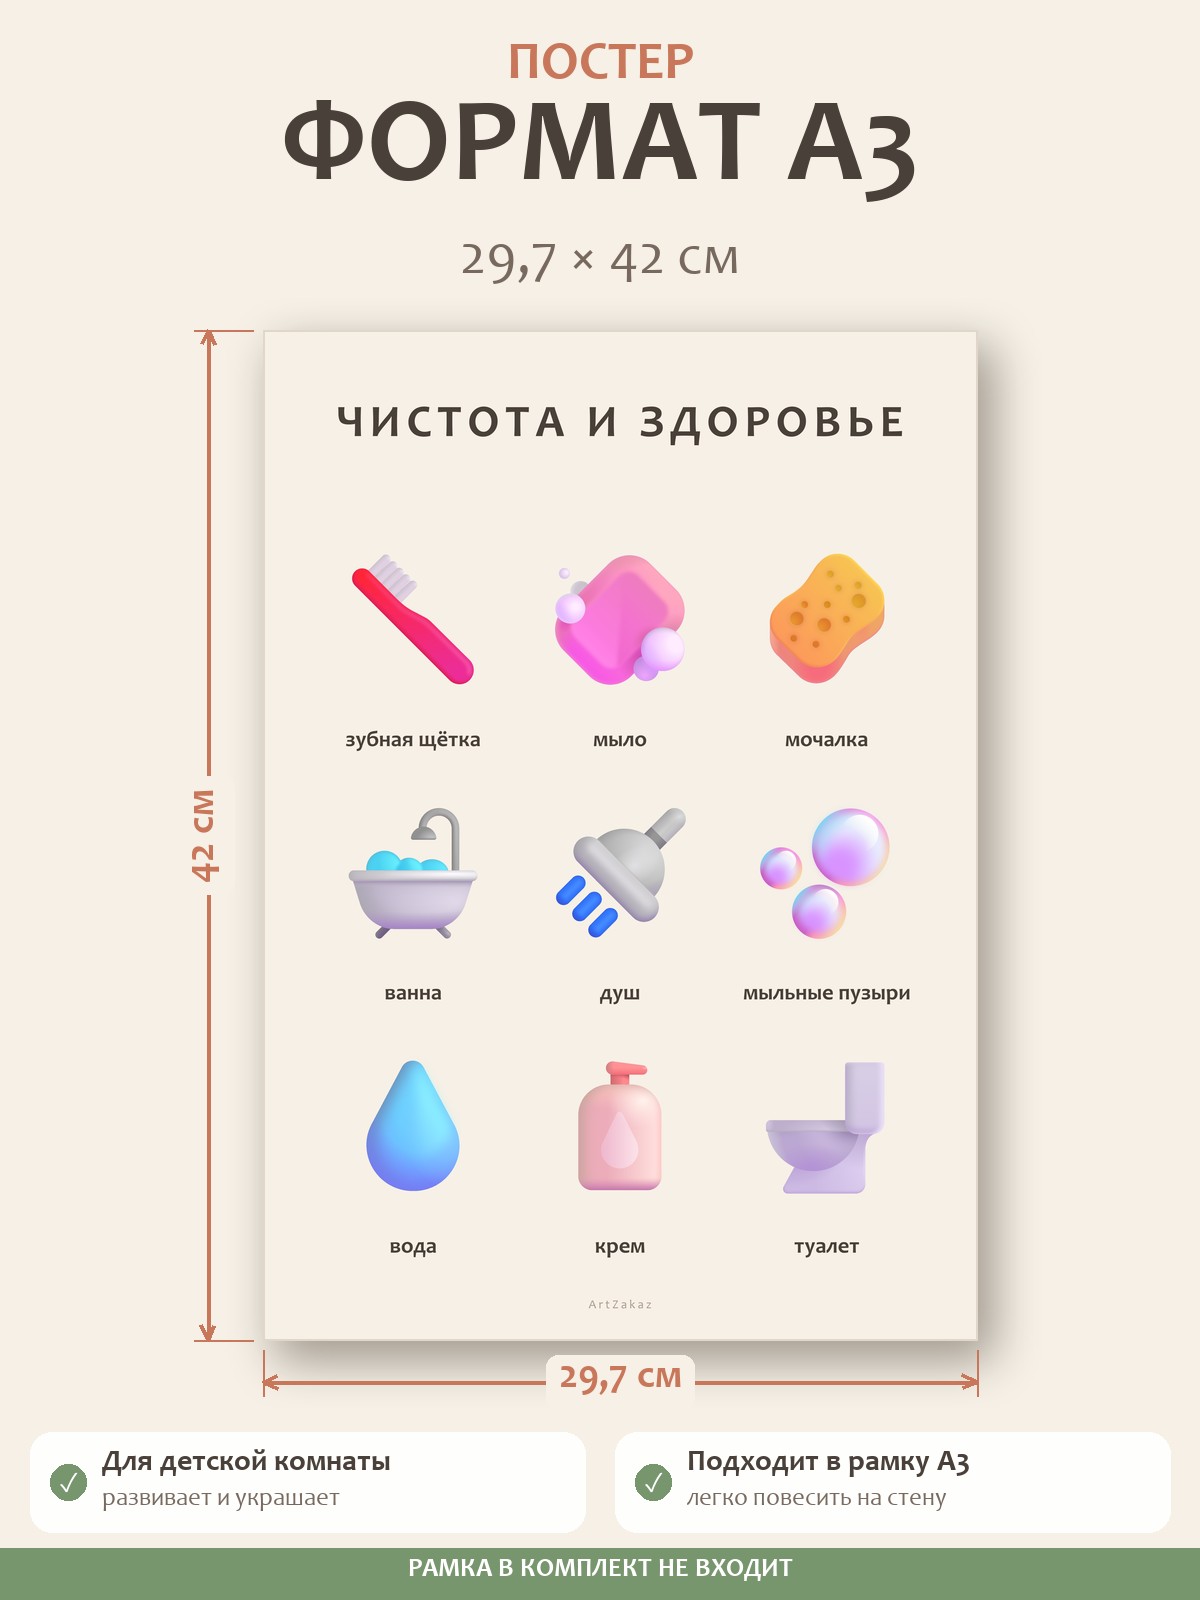 ПОСТЕР
ФОРМАТ А3
29,7 × 42 см
ЧИСТОТА И ЗДОРОВЬЕ
зубная щётка
мыло
мочалка
42 см
ванна
душ
мыльные пузыри
вода
крем
туалет
ArtZakaz
29,7 см
Для детской комнаты
развивает и украшает
Подходит в рамку А3
легко повесить на стену
РАМКА В КОМПЛЕКТ НЕ ВХОДИТ